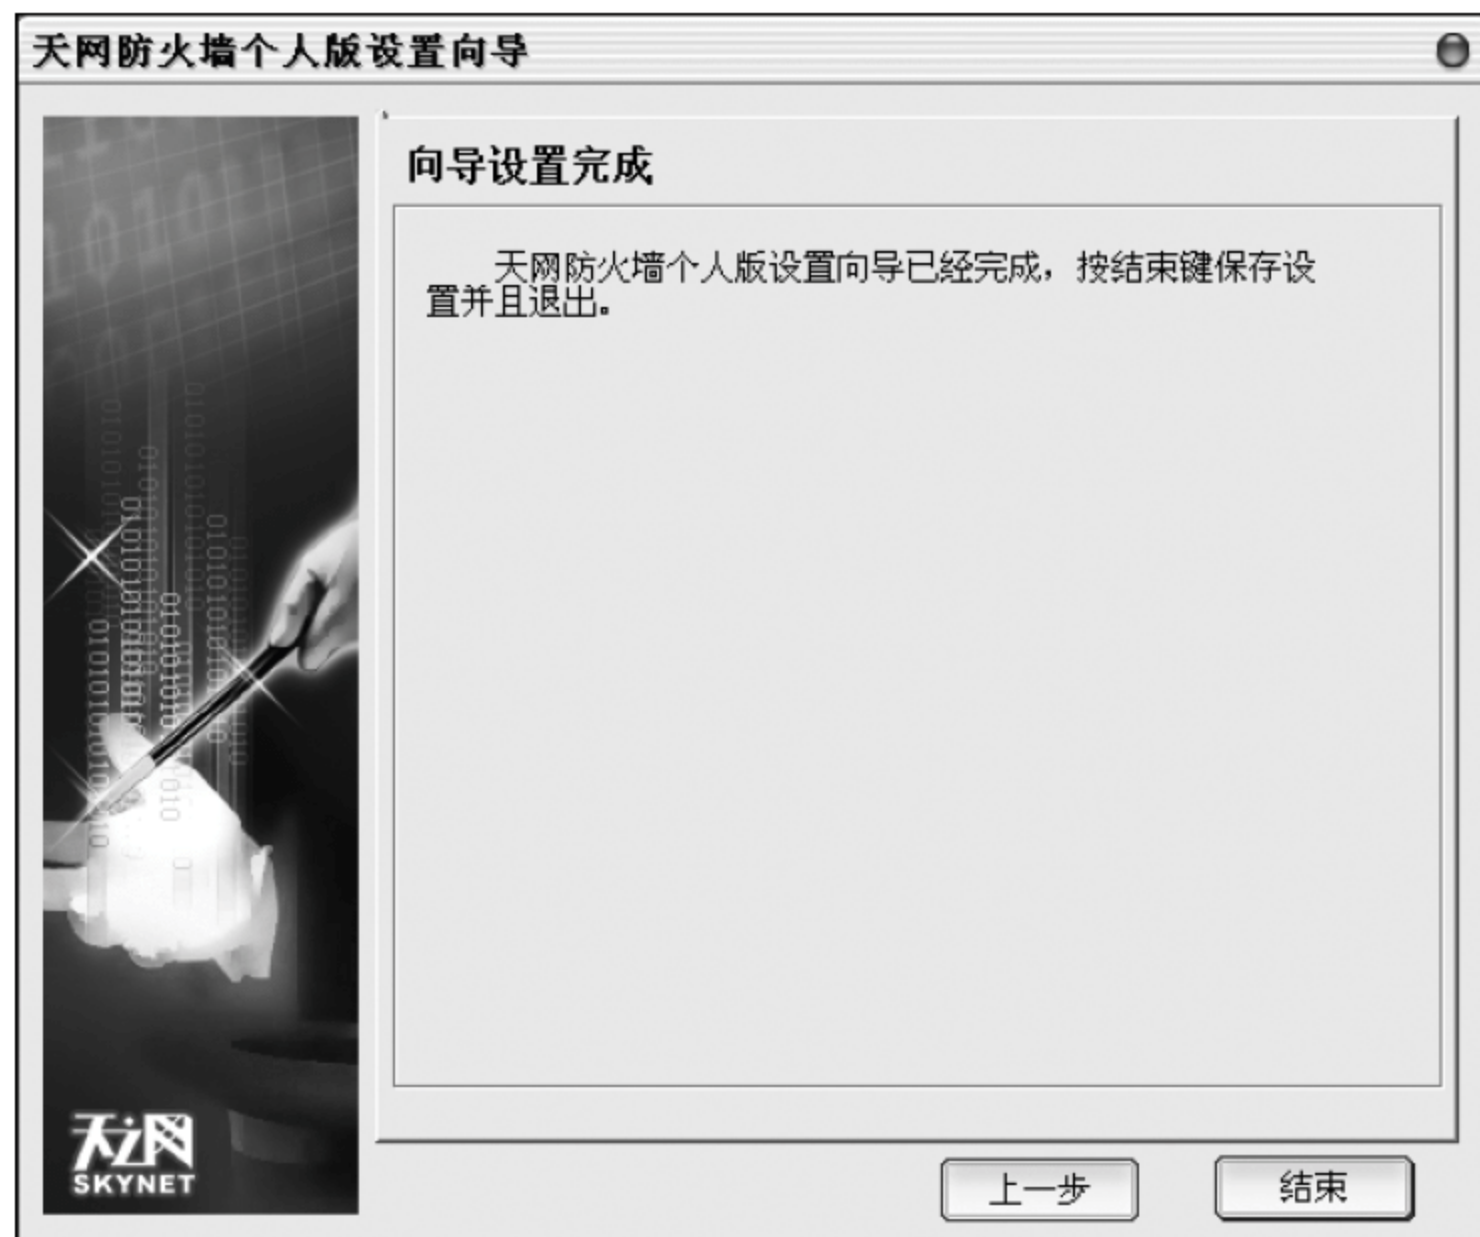 天网防火墙个人版设置向导
向导设置完成
天网防火墙个人版设置向导已经完成，按结束键保存设
置并且退出。
天之网
SKYNET
上一步
结束